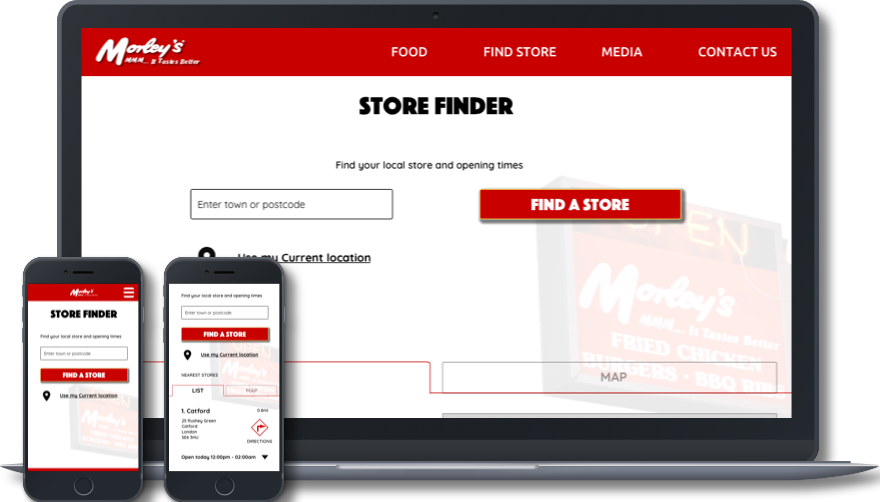 Morley's
MMM... It Tastes Better
FOOD FIND STORE MEDIA CONTACT US
STORE FINDER
Find your local store and opening times
Enter town or postcode
FIND A STORE
Use my Current location
OPEN
Morley's
MMM... It Tastes Better
FRIED CHICKEN
BURGERS • BBQ RIBS
MAP
Morley's
STORE FINDER
Find your local store and opening times
Enter town or postcode
FIND A STORE
Use my Current location
Morley's
Find your local store and opening times
Enter town or postcode
FIND A STORE
Use my Current location
NEAREST STORES
LIST MAP
1. Catford 0.6mi
25 Rushey Green
Catford
London
SE6 3HU
DIRECTIONS
Open today 12:00pm - 02:00am